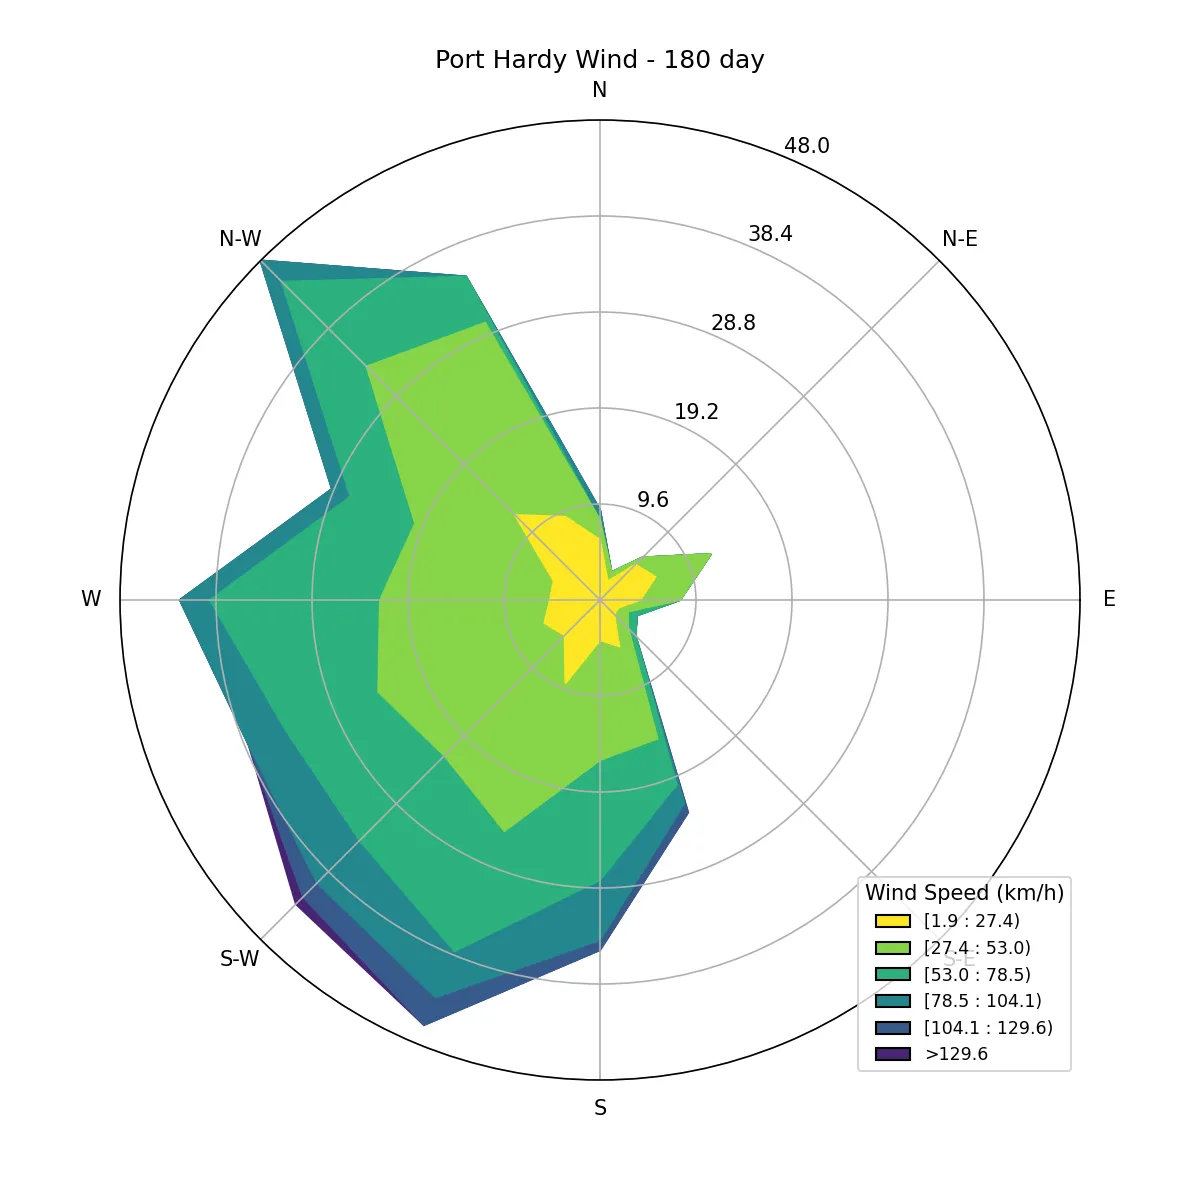 Port Hardy Wind - 180 day
N
48.0
38.4
N-W
N-E
28.8
19.2
9.6
W
E
Wind Speed (km/h)
[1.9 : 27.4)
[27.4 : 53.0)
S-W
S-E
[53.0 : 78.5)
[78.5 : 104.1)
[104.1 : 129.6)
>129.6
S